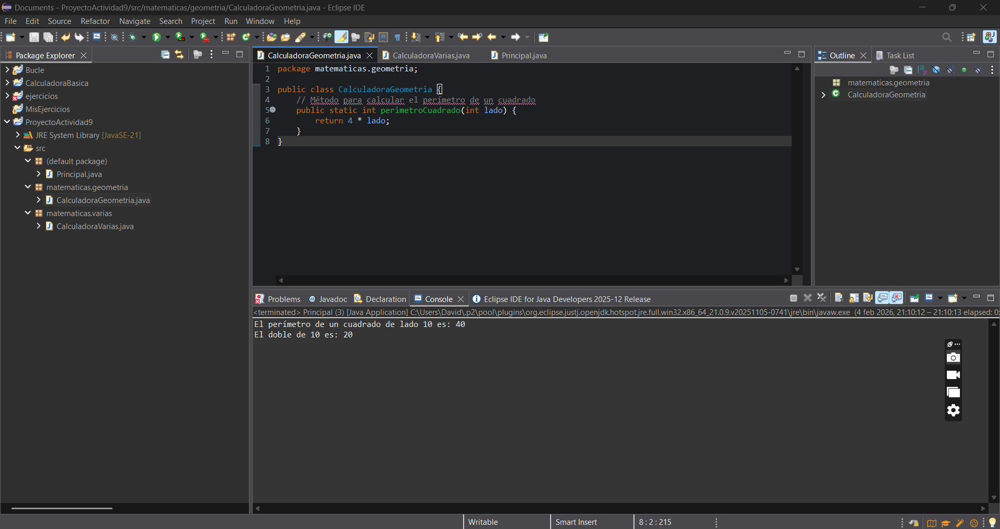 Documents - ProyectoActividad9/src/matematicas/geometria/CalculadoraGeometria.java - Eclipse IDE
File Edit Source Refactor Navigate Search Project Run Window Help
Package Explorer
Bucle
CalculadoraBasica
ejercicios
MisEjercicios
ProyectoActividad9
JRE System Library [JavaSE-21]
src
(default package)
Principal.java
matematicas.geometria
CalculadoraGeometria.java
matematicas.varias
CalculadoraVarias.java
CalculadoraGeometria.java CalculadoraVarias.java Principal.java
1 package matematicas.geometria;
2
3 public class CalculadoraGeometria {
4 // Método para calcular el perímetro de un cuadrado
5 public static int perimetroCuadrado(int lado) {
6 return 4 * lado;
7 }
8 }
Outline Task List
matematicas.geometria
CalculadoraGeometria
Problems Javadoc Declaration Console Eclipse IDE for Java Developers 2025-12 Release
<terminated> Principal (3) [Java Application] C:\Users\David\.p2\pool\plugins\org.eclipse.justj.openjdk.hotspot.jre.full.win32.x86_64_21.0.9.v20251105-0741\jre\bin\javaw.exe (4 feb 2026, 21:10:12 – 21:10:13 elapsed: 0:
El perímetro de un cuadrado de lado 10 es: 40
El doble de 10 es: 20
Writable Smart Insert 8 : 2 : 215